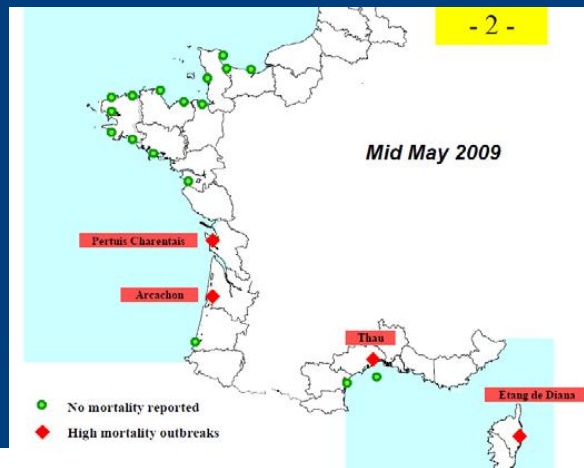 - 2 -
Mid May 2009
Pertuis Charentais
Arcachon
Thau
Etang de Diana
No mortality reported
High mortality outbreaks